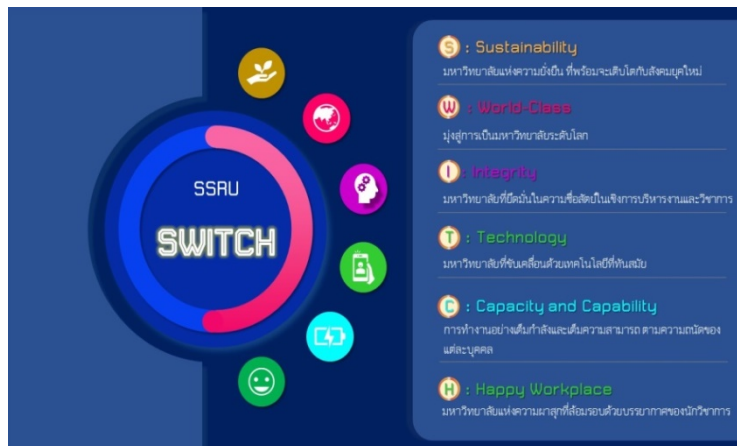 SSRU
SWITCH
S : Sustainability
มหาวิทยาลัยแห่งความยั่งยืน ที่พร้อมจะเติบโตกับสังคมยุคใหม่
W : World-Class
มุ่งสู่การเป็นมหาวิทยาลัยระดับโลก
I : Integrity
มหาวิทยาลัยที่ยึดมั่นในความซื่อสัตย์ในเชิงการบริหารงานและวิชาการ
T : Technology
มหาวิทยาลัยที่ขับเคลื่อนด้วยเทคโนโลยีที่ทันสมัย
C : Capacity and Capability
การทำงานอย่างเต็มกำลังและเต็มความสามารถ ตามความถนัดของ
แต่ละบุคคล
H : Happy Workplace
มหาวิทยาลัยแห่งความผาสุกที่ล้อมรอบด้วยบรรยากาศของนักวิชาการ